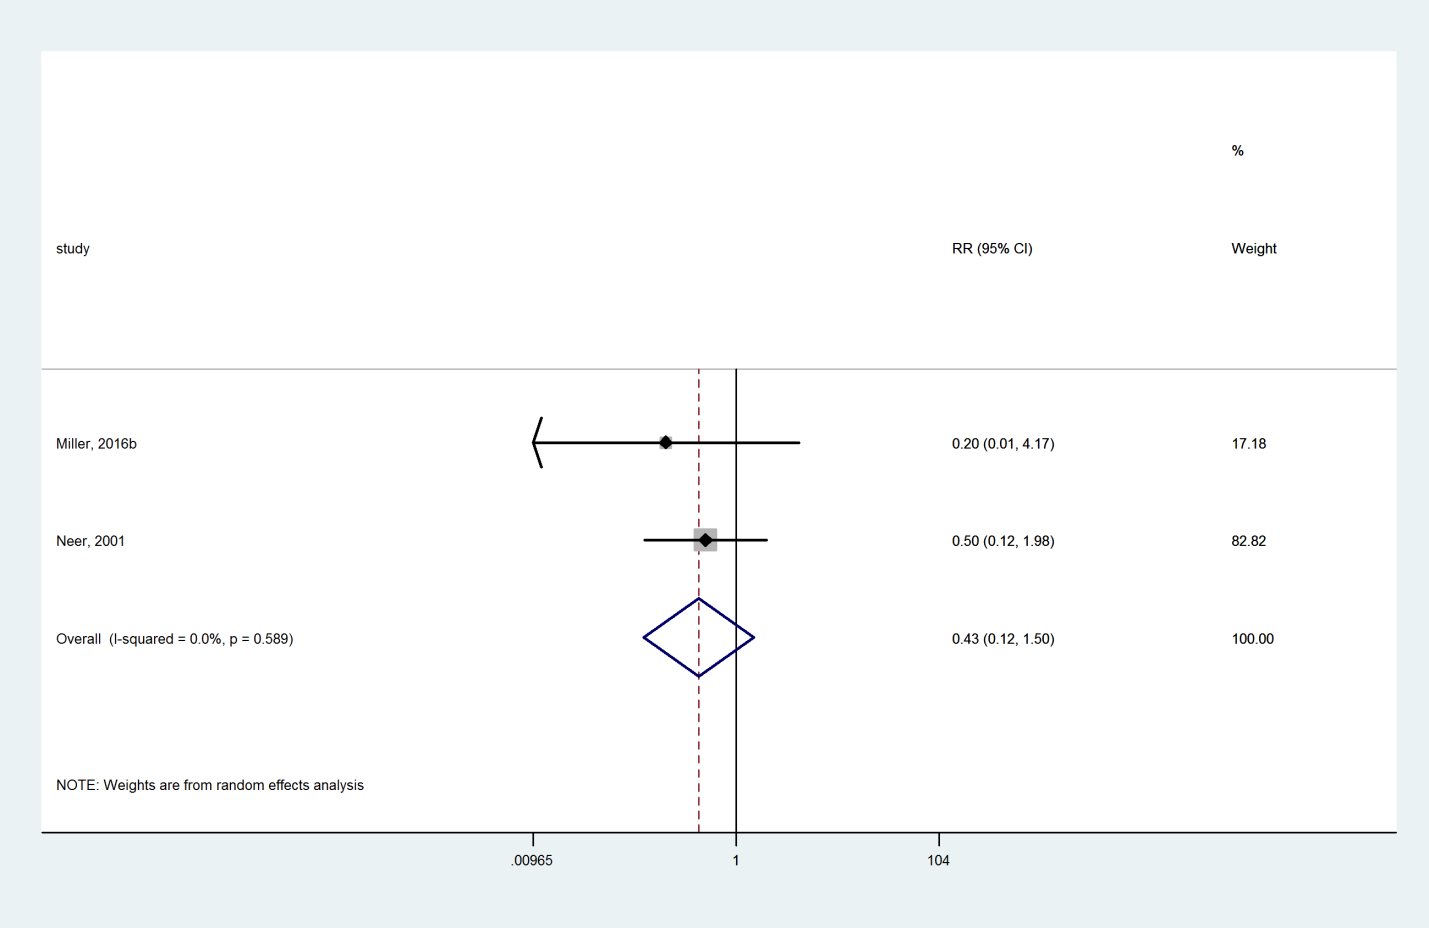 %
study RR (95% CI) Weight
Miller, 2016b 0.20 (0.01, 4.17) 17.18
Neer, 2001 0.50 (0.12, 1.98) 82.82
Overall (I-squared = 0.0%, p = 0.589) 0.43 (0.12, 1.50) 100.00
NOTE: Weights are from random effects analysis
.00965 1 104